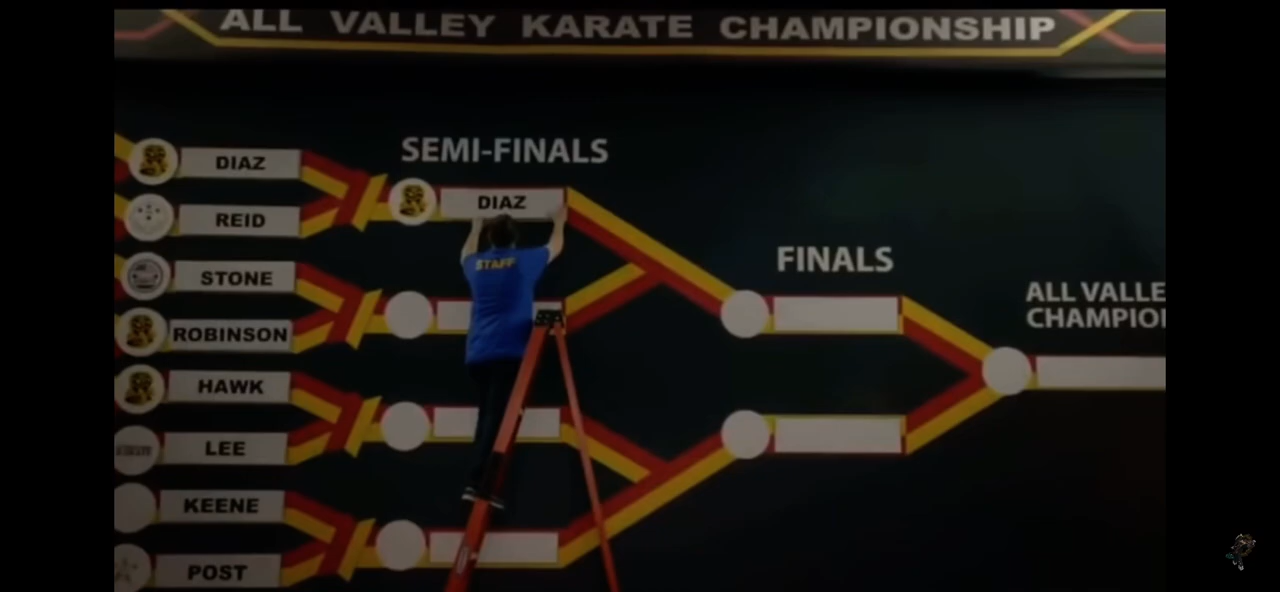 ALL VALLEY KARATE CHAMPIONSHIP
SEMI-FINALS
DIAZ
REID
STONE
ROBINSON
HAWK
LEE
KEENE
POST
DIAZ
STAFF
FINALS
ALL VALLE
CHAMPIO